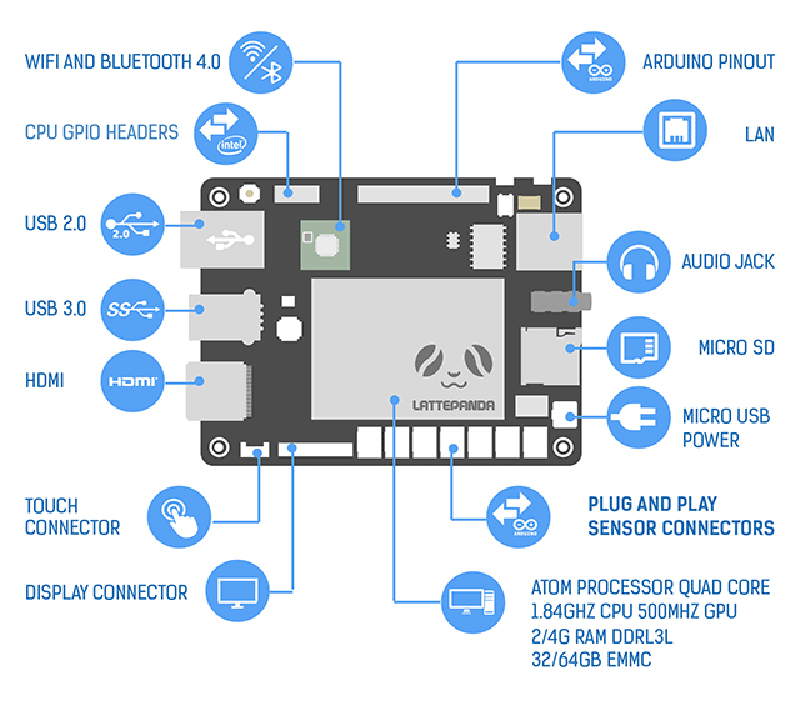 WIFI AND BLUETOOTH 4.0
ARDUINO PINOUT
ARDUINO
CPU GPIO HEADERS
intel
LAN
USB 2.0
2.0
AUDIO JACK
USB 3.0
SS
MICRO SD
HDMI
HDMI
LATTEPANDA
MICRO USB
POWER
TOUCH
CONNECTOR
PLUG AND PLAY
SENSOR CONNECTORS
ARDUINO
DISPLAY CONNECTOR
ATOM PROCESSOR QUAD CORE
1.84GHZ CPU 500MHZ GPU
2/4G RAM DDRL3L
32/64GB EMMC